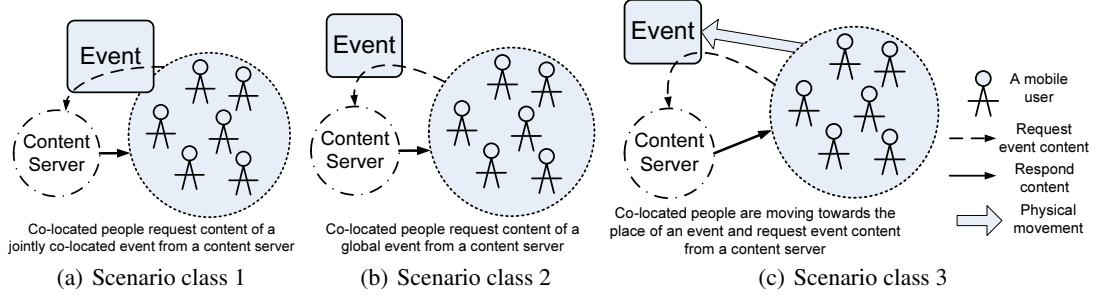 Event
Content
Server
Co-located people request content of a
jointly co-located event from a content server
(a) Scenario class 1
Event
Content
Server
Co-located people request content of a
global event from a content server
(b) Scenario class 2
Event
Content
Server
Co-located people are moving towards the
place of an event and request event content
from a content server
(c) Scenario class 3
A mobile
user
Request
event content
Respond
content
Physical
movement